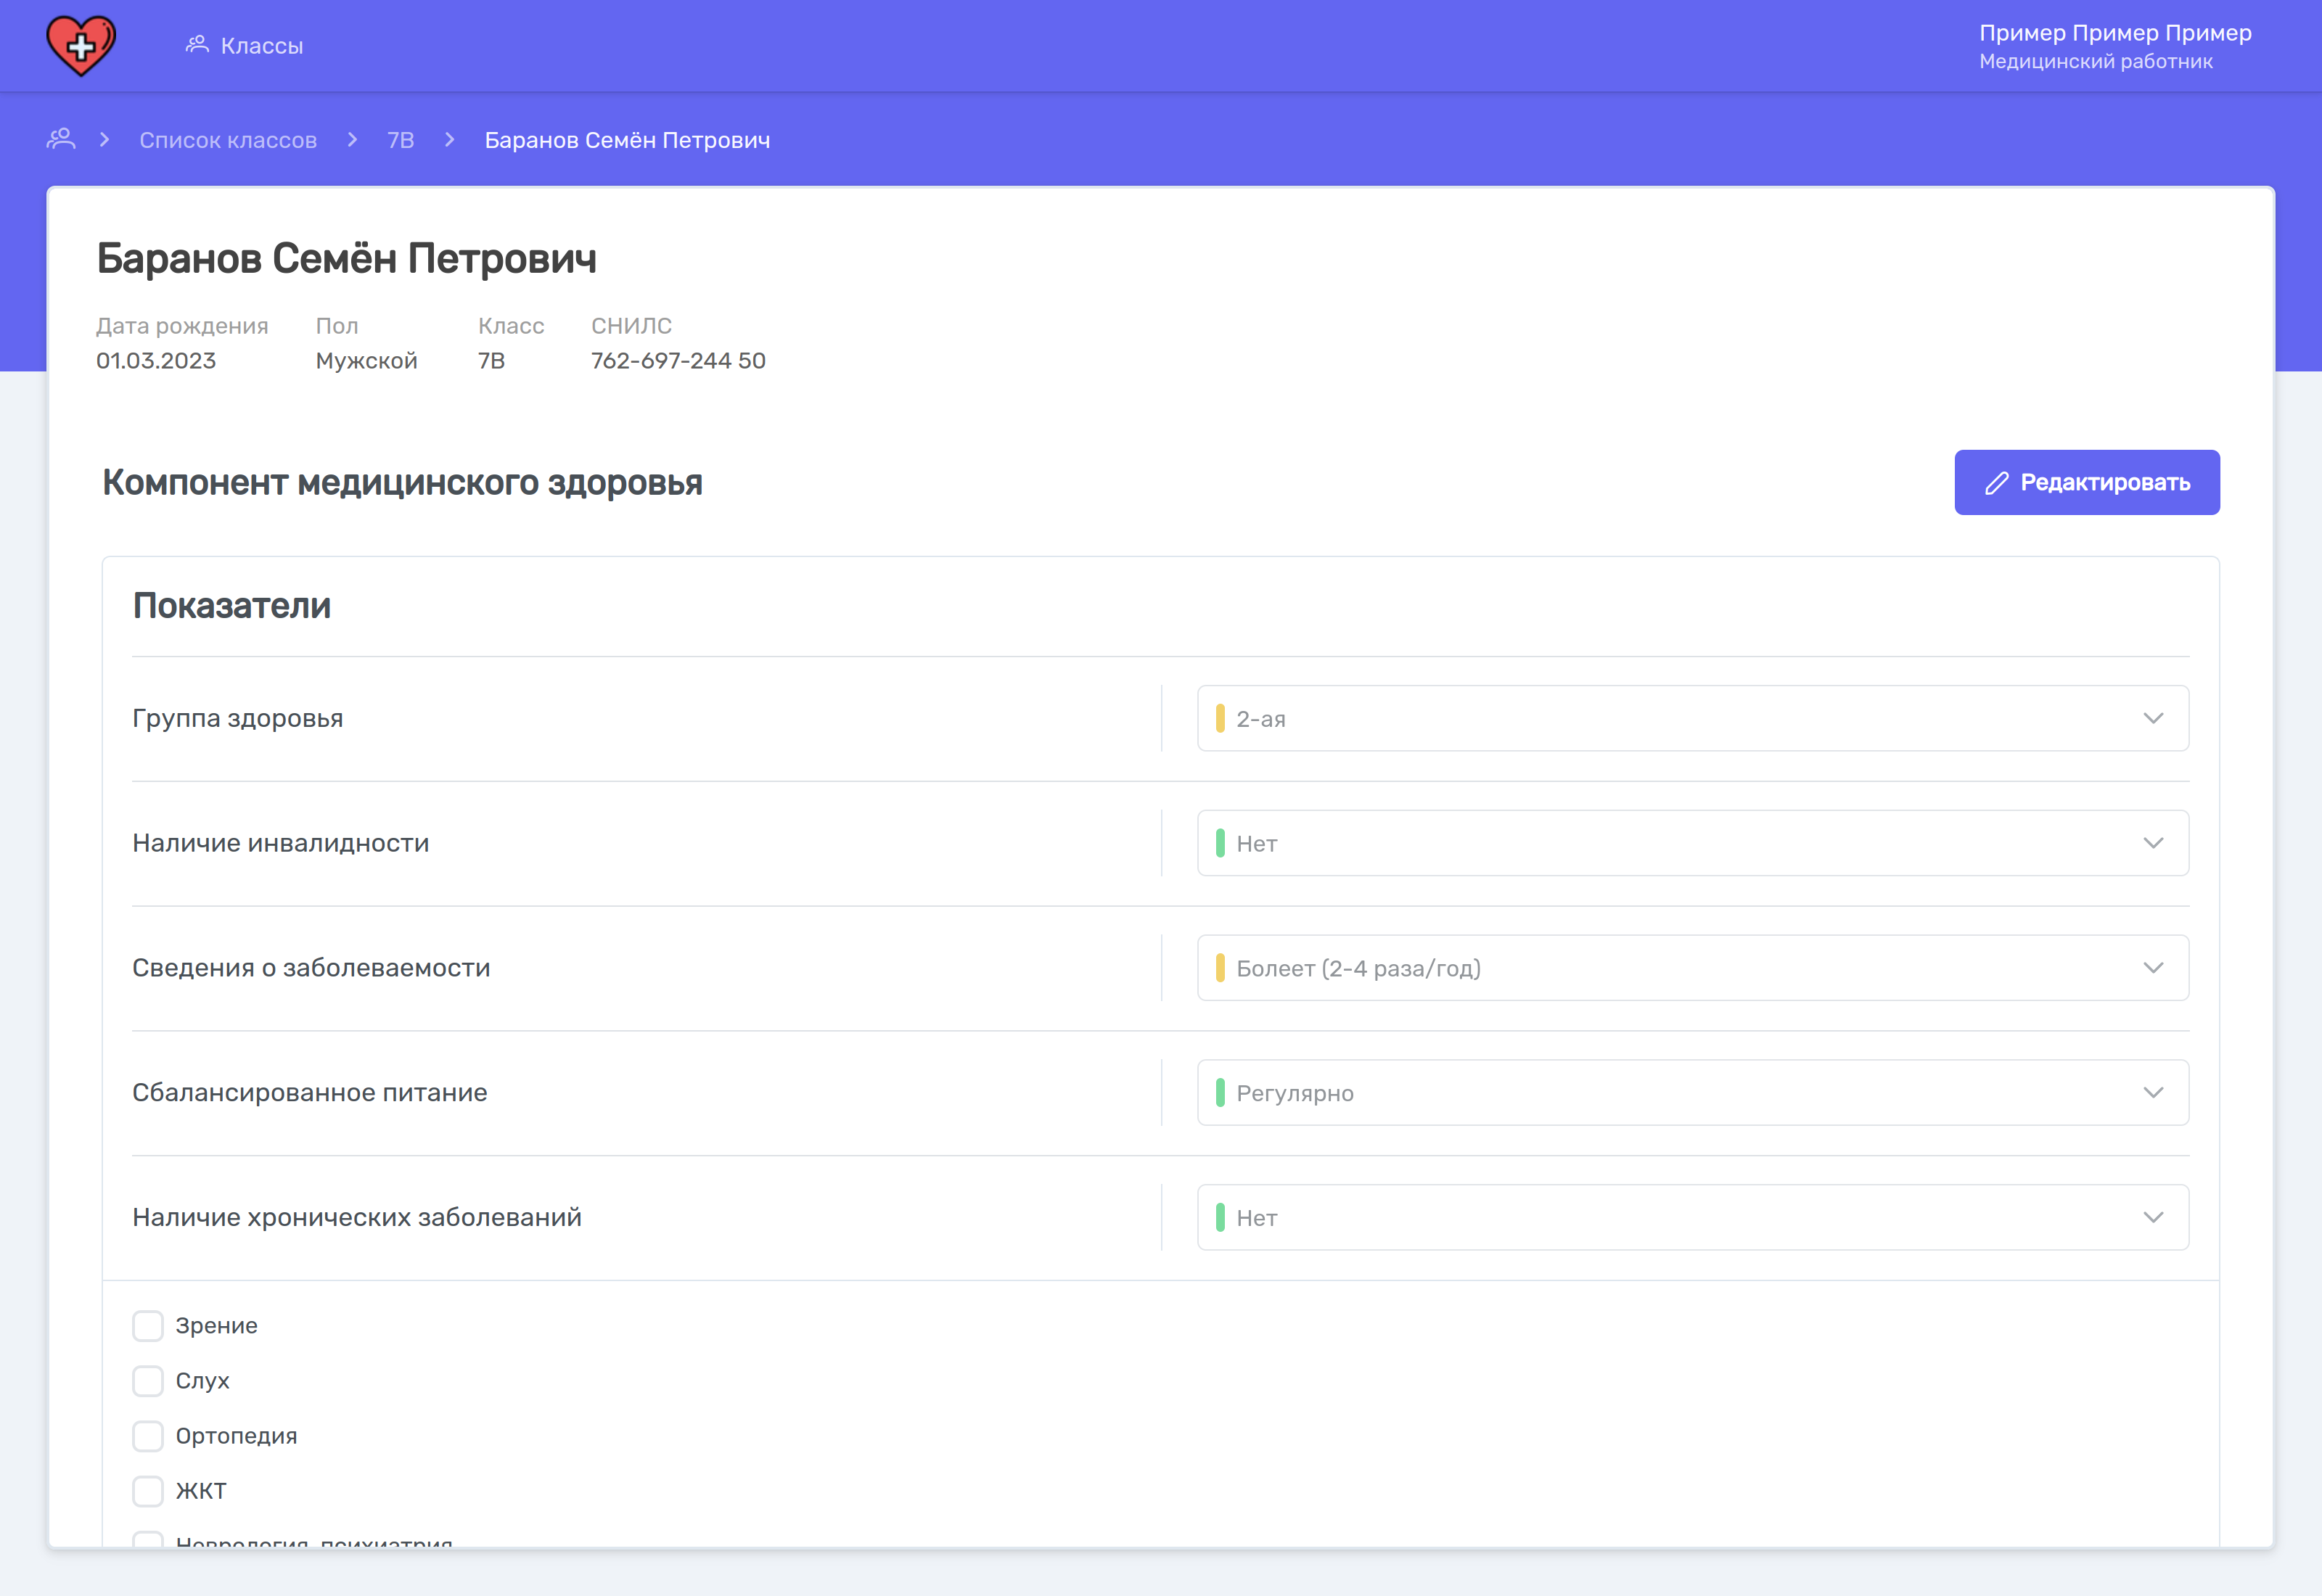 Классы
Пример Пример Пример
Медицинский работник
Список классов
7В
Баранов Семён Петрович
Баранов Семён Петрович
Дата рождения Пол Класс СНИЛС
01.03.2023 Мужской 7В 762-697-244 50
Компонент медицинского здоровья
Редактировать
Показатели
Группа здоровья
2-ая
Наличие инвалидности
Нет
Сведения о заболеваемости
Болеет (2-4 раза/год)
Сбалансированное питание
Регулярно
Наличие хронических заболеваний
Нет
Зрение
Слух
Ортопедия
ЖКТ
Неврология, психиатрия